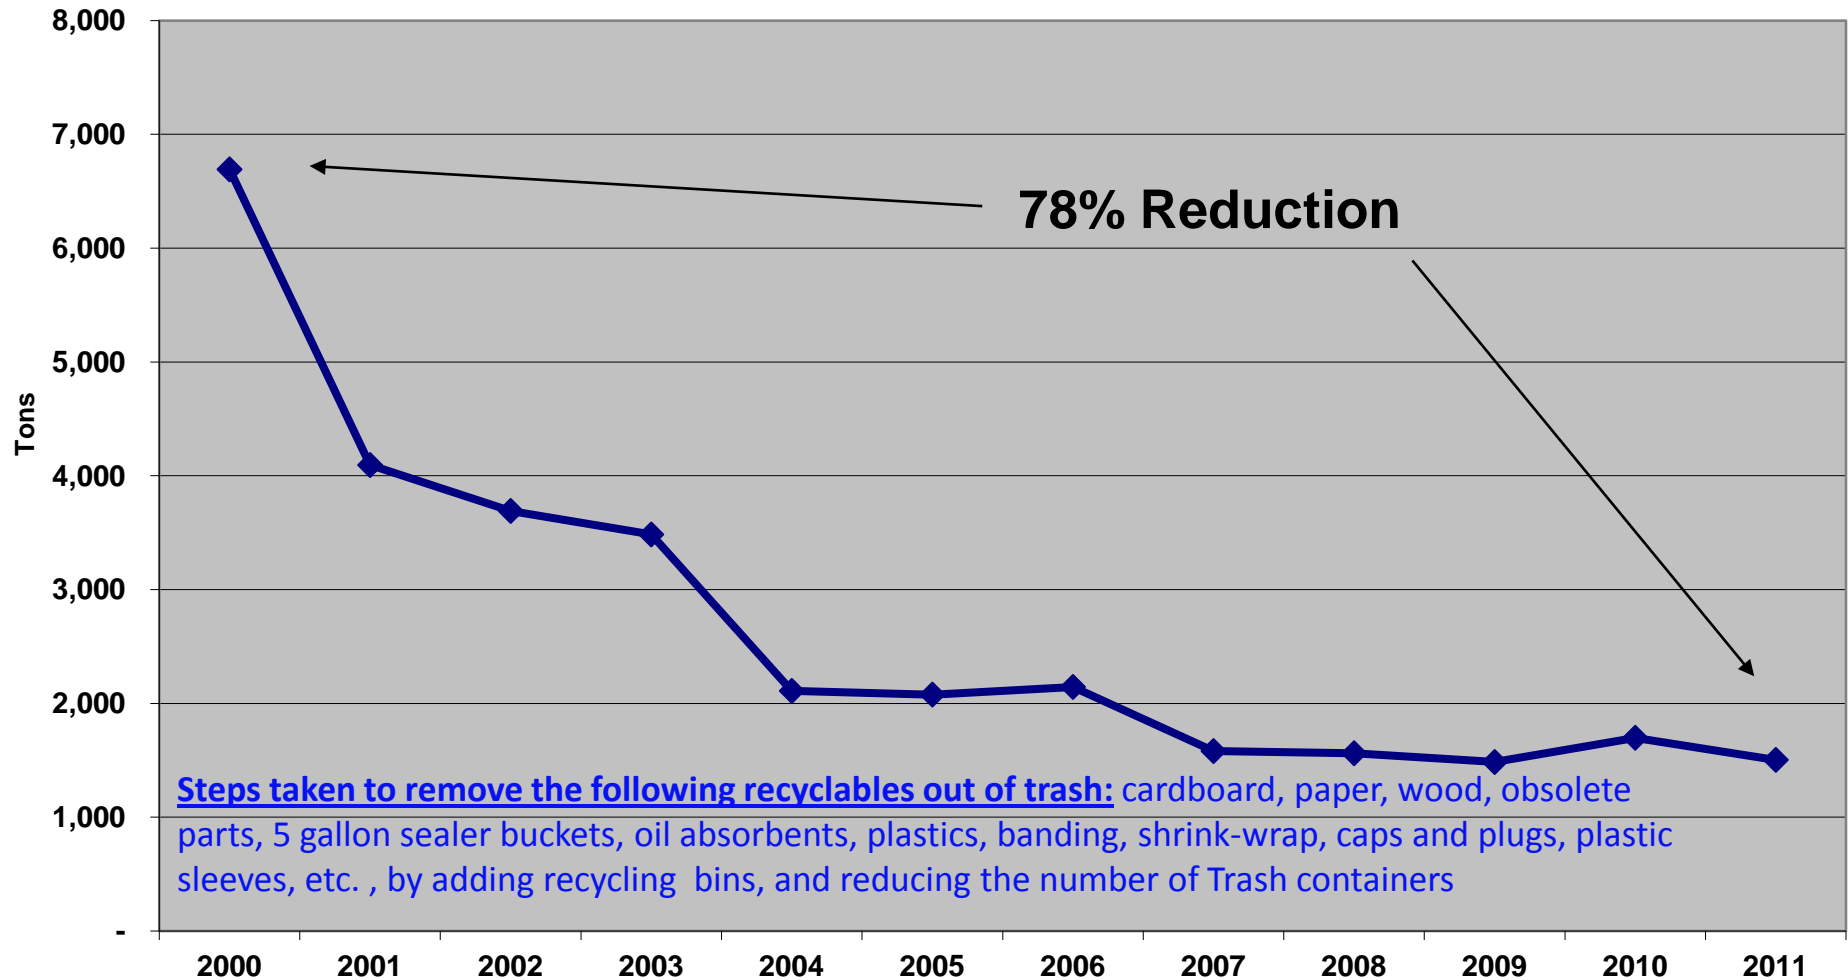 8,000
7,000
6,000
5,000
4,000
3,000
2,000
1,000
-
Tons
78% Reduction
Steps taken to remove the following recyclables out of trash: cardboard, paper, wood, obsolete
parts, 5 gallon sealer buckets, oil absorbents, plastics, banding, shrink-wrap, caps and plugs, plastic
sleeves, etc. , by adding recycling  bins, and reducing the number of Trash containers
2000 2001 2002 2003 2004 2005 2006 2007 2008 2009 2010 2011